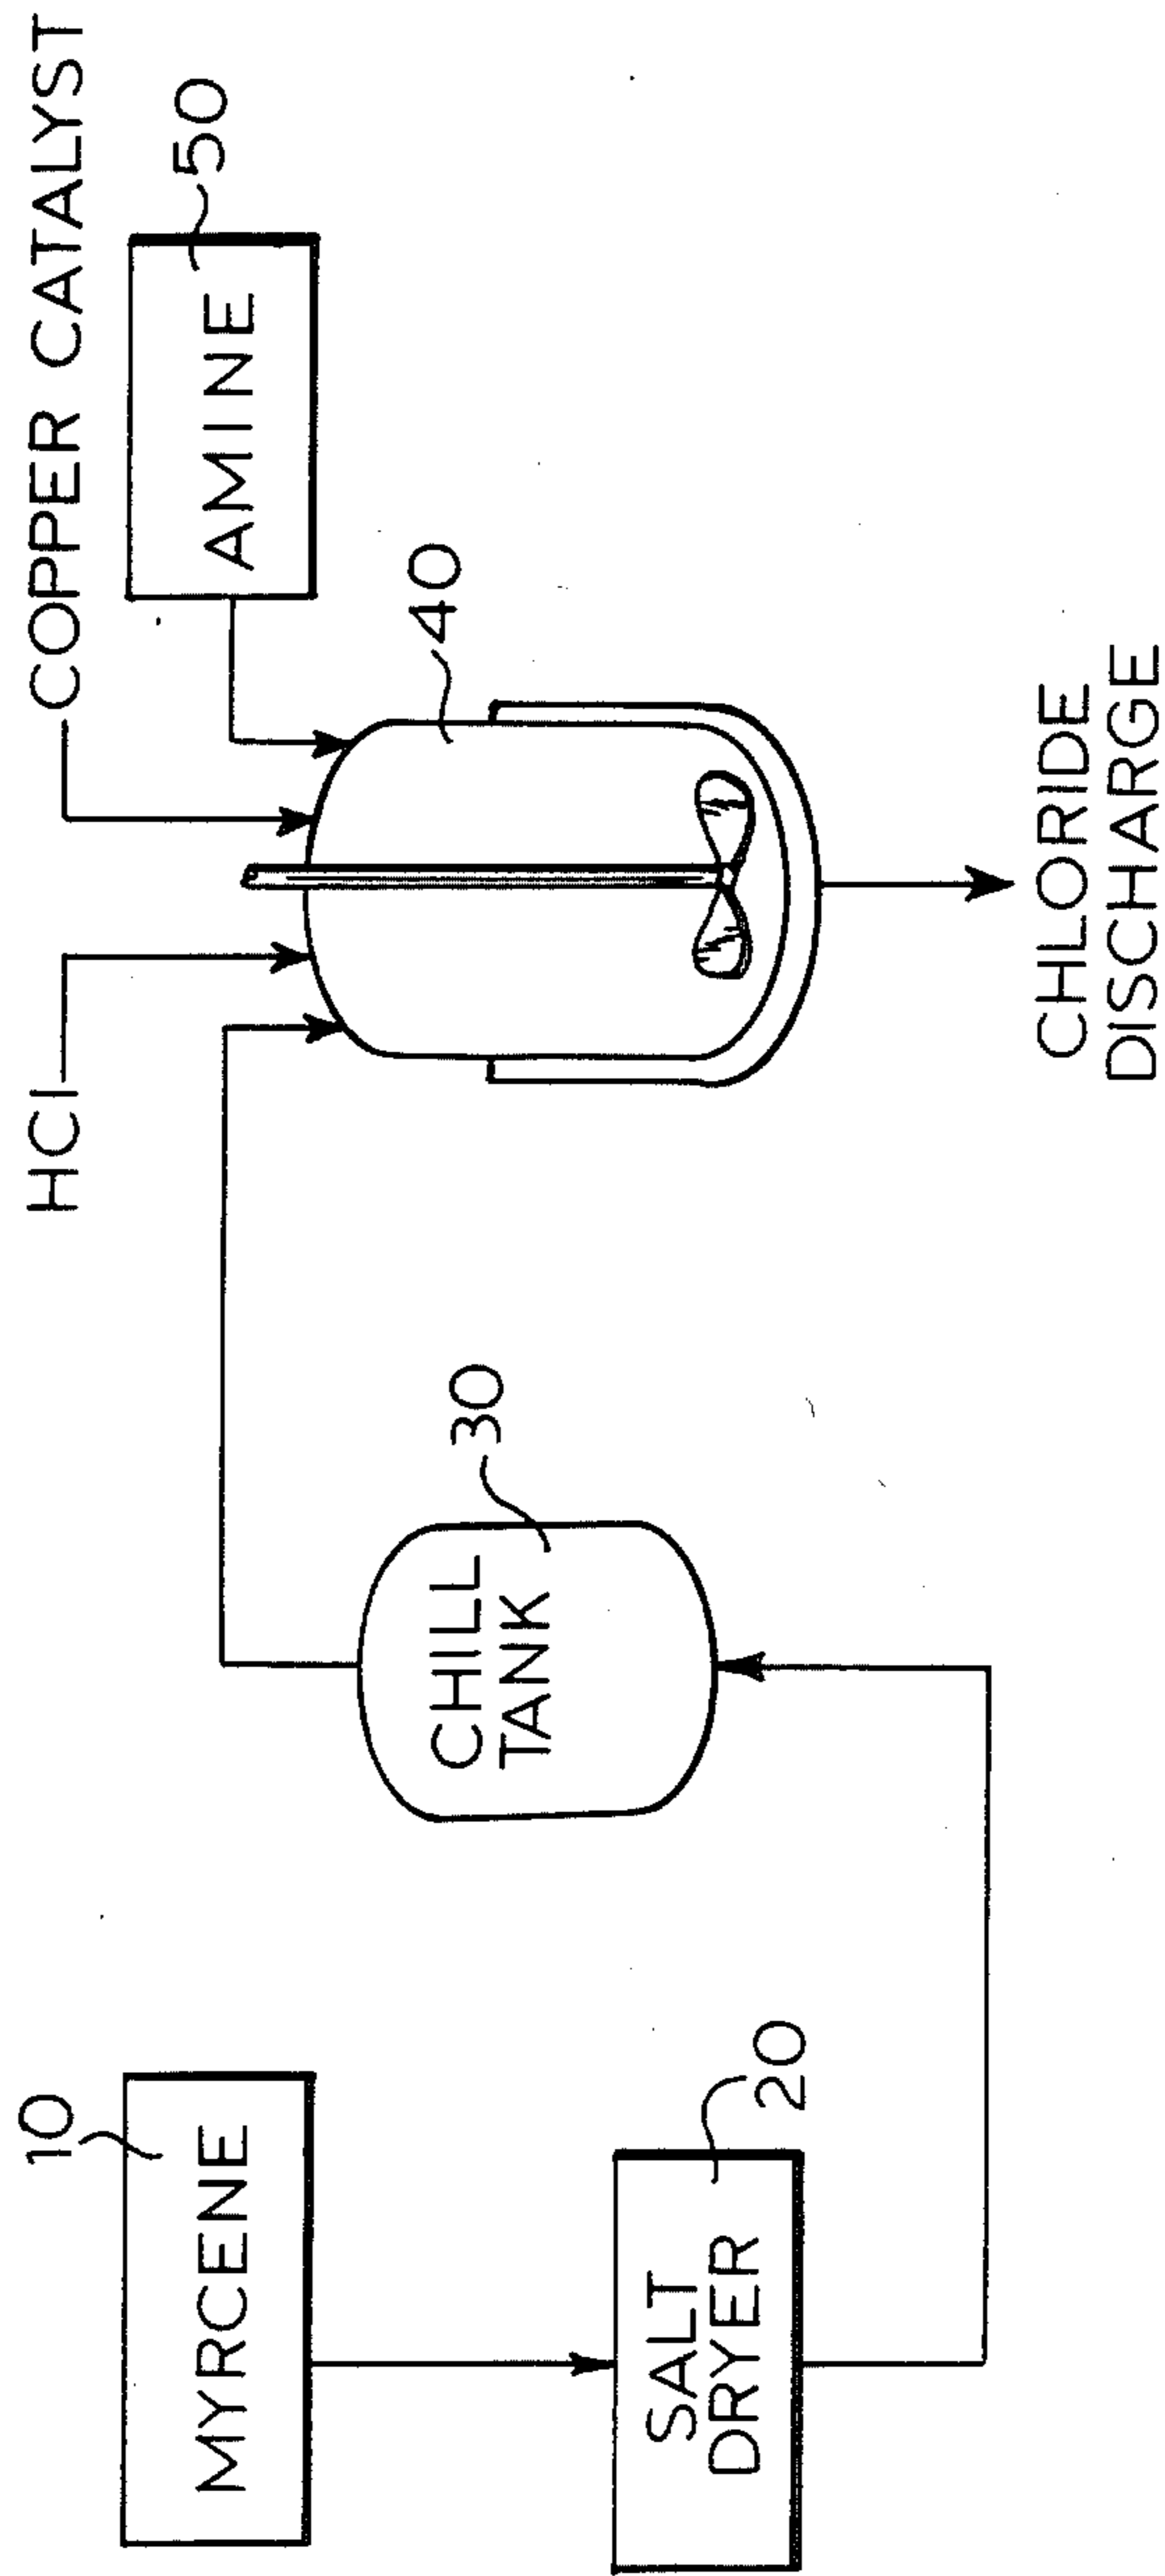 10
MYRCENE
SALT
DRYER
20
CHILL
TANK
30
HCl
COPPER CATALYST
AMINE
50
40
CHLORIDE
DISCHARGE